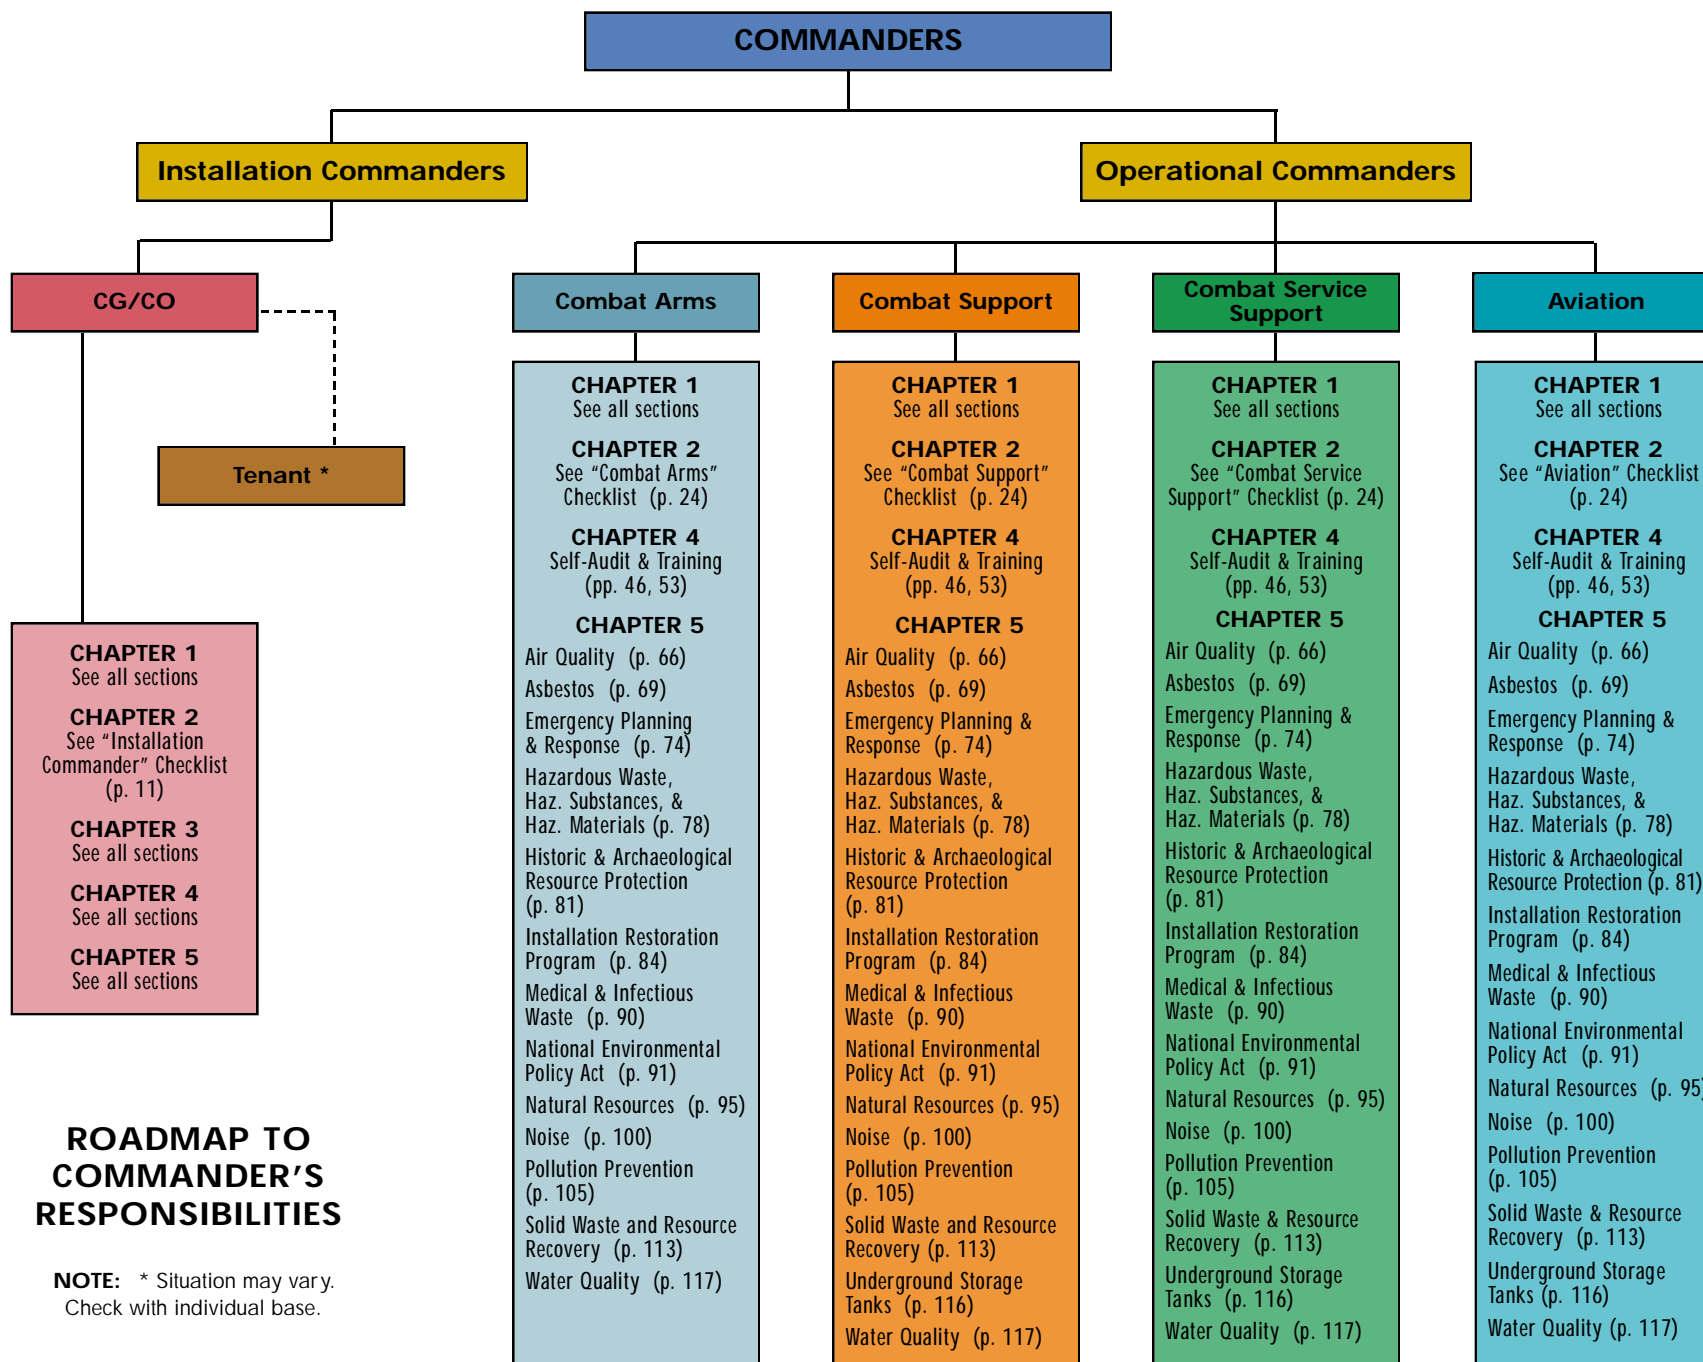 COMMANDERS
Installation Commanders
Operational Commanders
CG/CO
Tenant *
CHAPTER 1
See all sections
CHAPTER 2
See “Installation
Commander” Checklist
(p. 11)
CHAPTER 3
See all sections
CHAPTER 4
See all sections
CHAPTER 5
See all sections
Combat Arms
CHAPTER 1
See all sections
CHAPTER 2
See “Combat Arms”
Checklist (p. 24)
CHAPTER 4
Self-Audit & Training
(pp. 46, 53)
CHAPTER 5
Air Quality (p. 66)
Asbestos (p. 69)
Emergency Planning
& Response (p. 74)
Hazardous Waste,
Haz. Substances, &
Haz. Materials (p. 78)
Historic & Archaeological
Resource Protection
(p. 81)
Installation Restoration
Program (p. 84)
Medical & Infectious
Waste (p. 90)
National Environmental
Policy Act (p. 91)
Natural Resources (p. 95)
Noise (p. 100)
Pollution Prevention
(p. 105)
Solid Waste and Resource
Recovery (p. 113)
Water Quality (p. 117)
Combat Support
CHAPTER 1
See all sections
CHAPTER 2
See “Combat Support”
Checklist (p. 24)
CHAPTER 4
Self-Audit & Training
(pp. 46, 53)
CHAPTER 5
Air Quality (p. 66)
Asbestos (p. 69)
Emergency Planning &
Response (p. 74)
Hazardous Waste,
Haz. Substances, &
Haz. Materials (p. 78)
Historic & Archaeological
Resource Protection
(p. 81)
Installation Restoration
Program (p. 84)
Medical & Infectious
Waste (p. 90)
National Environmental
Policy Act (p. 91)
Natural Resources (p. 95)
Noise (p. 100)
Pollution Prevention
(p. 105)
Solid Waste and Resource
Recovery (p. 113)
Underground Storage
Tanks (p. 116)
Water Quality (p. 117)
Combat Service
Support
CHAPTER 1
See all sections
CHAPTER 2
See “Combat Service
Support” Checklist (p. 24)
CHAPTER 4
Self-Audit & Training
(pp. 46, 53)
CHAPTER 5
Air Quality (p. 66)
Asbestos (p. 69)
Emergency Planning &
Response (p. 74)
Hazardous Waste,
Haz. Substances, &
Haz. Materials (p. 78)
Historic & Archaeological
Resource Protection
(p. 81)
Installation Restoration
Program (p. 84)
Medical & Infectious
Waste (p. 90)
National Environmental
Policy Act (p. 91)
Natural Resources (p. 95)
Noise (p. 100)
Pollution Prevention
(p. 105)
Solid Waste & Resource
Recovery (p. 113)
Underground Storage
Tanks (p. 116)
Water Quality (p. 117)
Aviation
CHAPTER 1
See all sections
CHAPTER 2
See “Aviation” Checklist
(p. 24)
CHAPTER 4
Self-Audit & Training
(pp. 46, 53)
CHAPTER 5
Air Quality (p. 66)
Asbestos (p. 69)
Emergency Planning &
Response (p. 74)
Hazardous Waste,
Haz. Substances, &
Haz. Materials (p. 78)
Historic & Archaeological
Resource Protection (p. 81)
Installation Restoration
Program (p. 84)
Medical & Infectious
Waste (p. 90)
National Environmental
Policy Act (p. 91)
Natural Resources (p. 95)
Noise (p. 100)
Pollution Prevention
(p. 105)
Solid Waste & Resource
Recovery (p. 113)
Underground Storage
Tanks (p. 116)
Water Quality (p. 117)
ROADMAP TO
COMMANDER’S
RESPONSIBILITIES
NOTE: * Situation may vary.
Check with individual base.